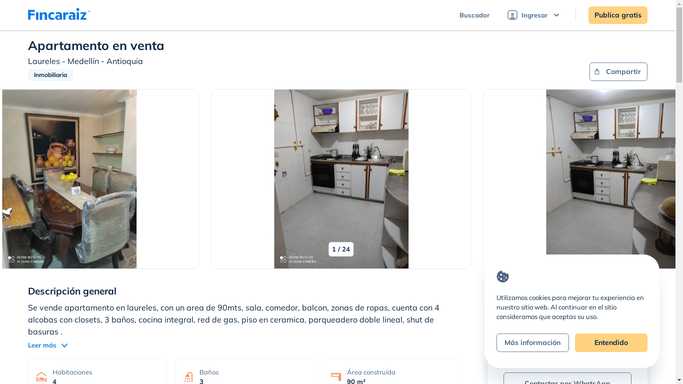 Fincaraiz
Buscador
Ingresar
Publica gratis
Apartamento en venta
Laureles - Medellín - Antioquia
Inmobiliaria
Compartir
1 / 24
Descripción general
Se vende apartamento en laureles, con un area de 90mts, sala, comedor, balcon, zonas de ropas, cuenta con 4
alcobas con closets, 3 baños, cocina integral, red de gas, piso en ceramica, parqueadero doble lineal, shut de
basuras .
Leer más
Habitaciones
4
Baños
3
Área construida
90 m²
Utilizamos cookies para mejorar tu experiencia en
nuestro sitio web. Al continuar en el sitio
consideramos que aceptas su uso.
Más información
Entendido
Contactar por WhatsApp